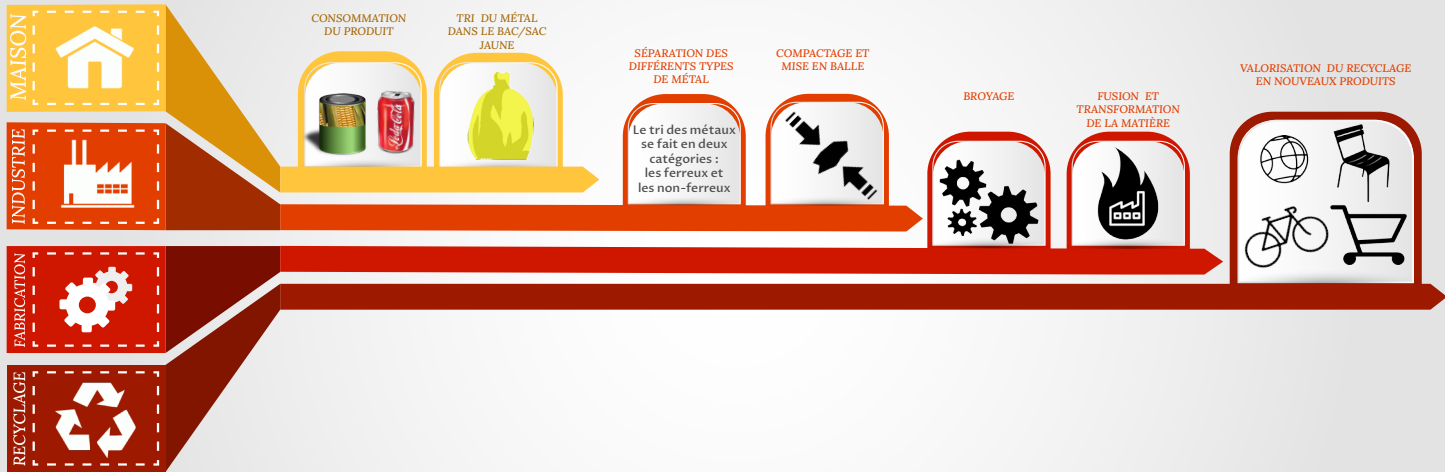 MAISON
INDUSTRIE
FABRICATION
RECYCLAGE
CONSOMMATION
DU PRODUIT
TRI DU MÉTAL
DANS LE BAC/SAC
JAUNE
SÉPARATION DES
DIFFÉRENTS TYPES
DE MÉTAL
Le tri des métaux
se fait en deux
catégories :
les ferreux et
les non-ferreux
COMPACTAGE ET
MISE EN BALLE
BROYAGE
FUSION ET
TRANSFORMATION
DE LA MATIÈRE
VALORISATION DU RECYCLAGE
EN NOUVEAUX PRODUITS
Coca-Cola